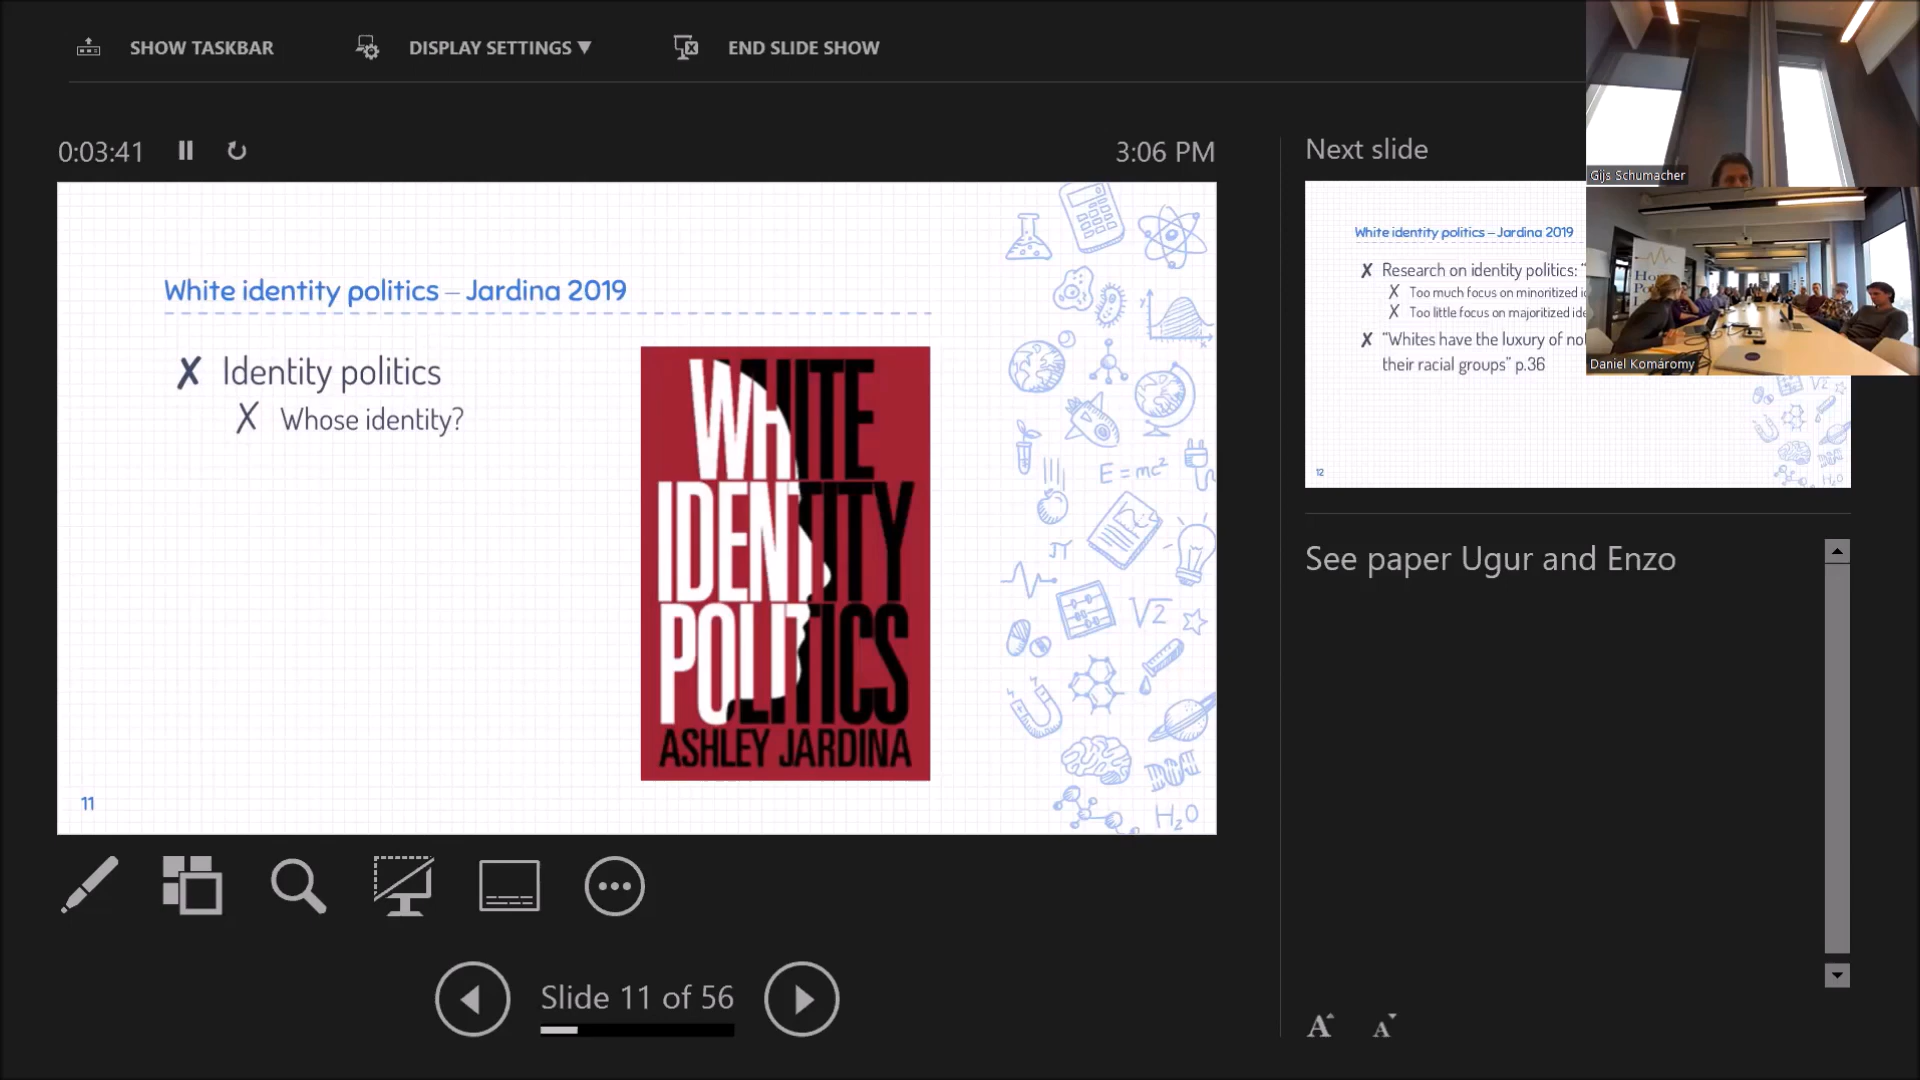 SHOW TASKBAR
DISPLAY SETTINGS ▼
END SLIDE SHOW
0:03:41
3:06 PM
White identity politics – Jardina 2019
✗ Identity politics
✗ Whose identity?
WHITE
IDENTITY
POLITICS
ASHLEY JARDINA
E = mc²
π
√2
H₂O
y
x
11
Slide 11 of 56
Next slide
White identity politics – Jardina 2019
✗ Research on identity politics: "
✗ Too much focus on minoritized
✗ Too little focus on majoritized
✗ "Whites have the luxury of
their racial groups" p.36
√2
H₂O
12
Gijs Schumacher
Daniel Komáromy
See paper Ugur and Enzo
A
A